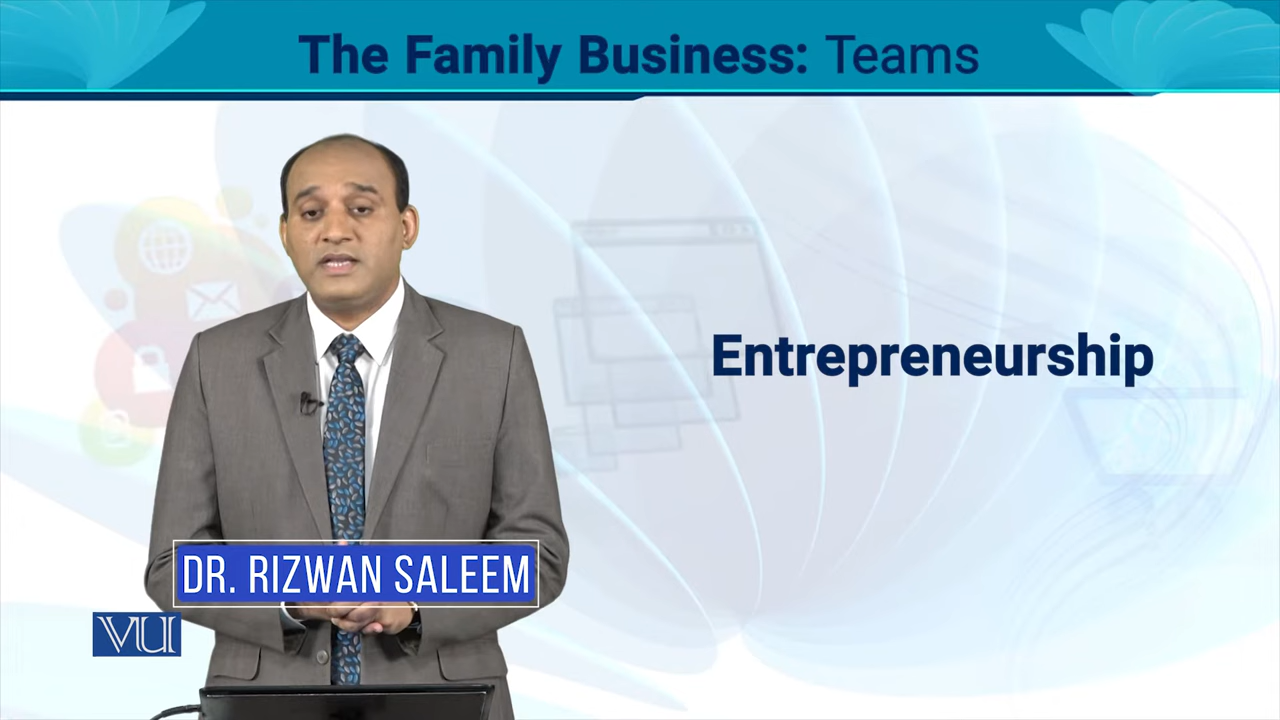 The Family Business: Teams
Entrepreneurship
DR. RIZWAN SALEEM
VU